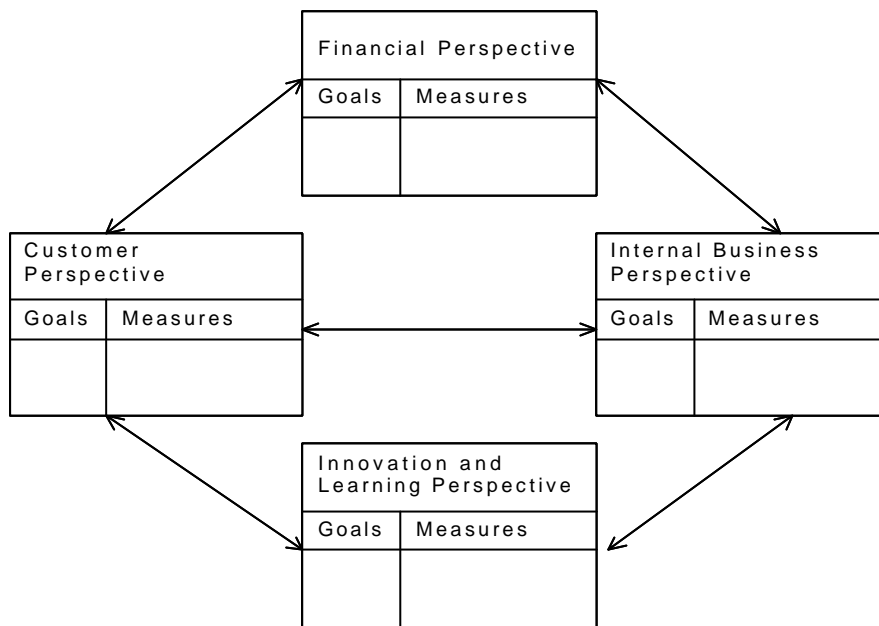 Financial Perspective
Goals Measures
Customer
Perspective
Goals Measures
Internal Business
Perspective
Goals Measures
Innovation and
Learning Perspective
Goals Measures